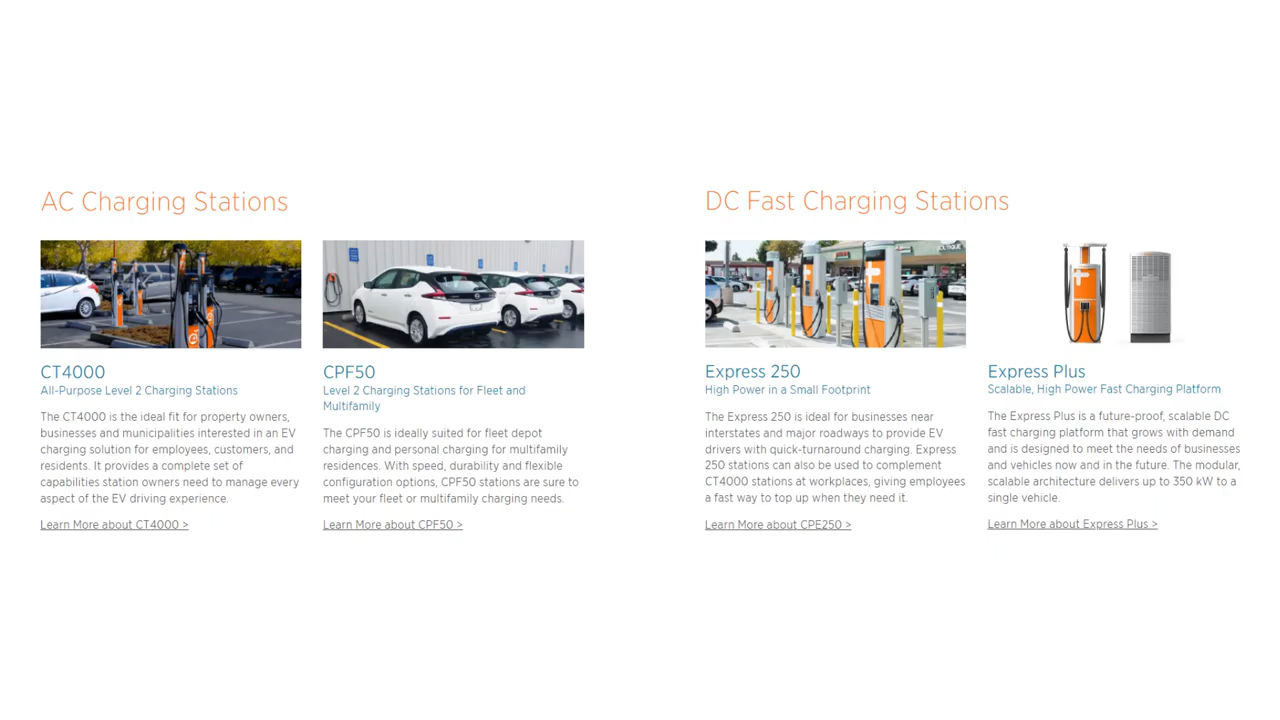 AC Charging Stations
CT4000
All-Purpose Level 2 Charging Stations
The CT4000 is the ideal fit for property owners,
businesses and municipalities interested in an EV
charging solution for employees, customers, and
residents. It provides a complete set of
capabilities station owners need to manage every
aspect of the EV driving experience.
Learn More about CT4000 >
CPF50
Level 2 Charging Stations for Fleet and
Multifamily
The CPF50 is ideally suited for fleet depot
charging and personal charging for multifamily
residences. With speed, durability and flexible
configuration options, CPF50 stations are sure to
meet your fleet or multifamily charging needs.
Learn More about CPF50 >
DC Fast Charging Stations
Express 250
High Power in a Small Footprint
The Express 250 is ideal for businesses near
interstates and major roadways to provide EV
drivers with quick-turnaround charging. Express
250 stations can also be used to complement
CT4000 stations at workplaces, giving employees
a fast way to top up when they need it.
Learn More about CPE250 >
Express Plus
Scalable, High Power Fast Charging Platform
The Express Plus is a future-proof, scalable DC
fast charging platform that grows with demand
and is designed to meet the needs of businesses
and vehicles now and in the future. The modular,
scalable architecture delivers up to 350 kW to a
single vehicle.
Learn More about Express Plus >